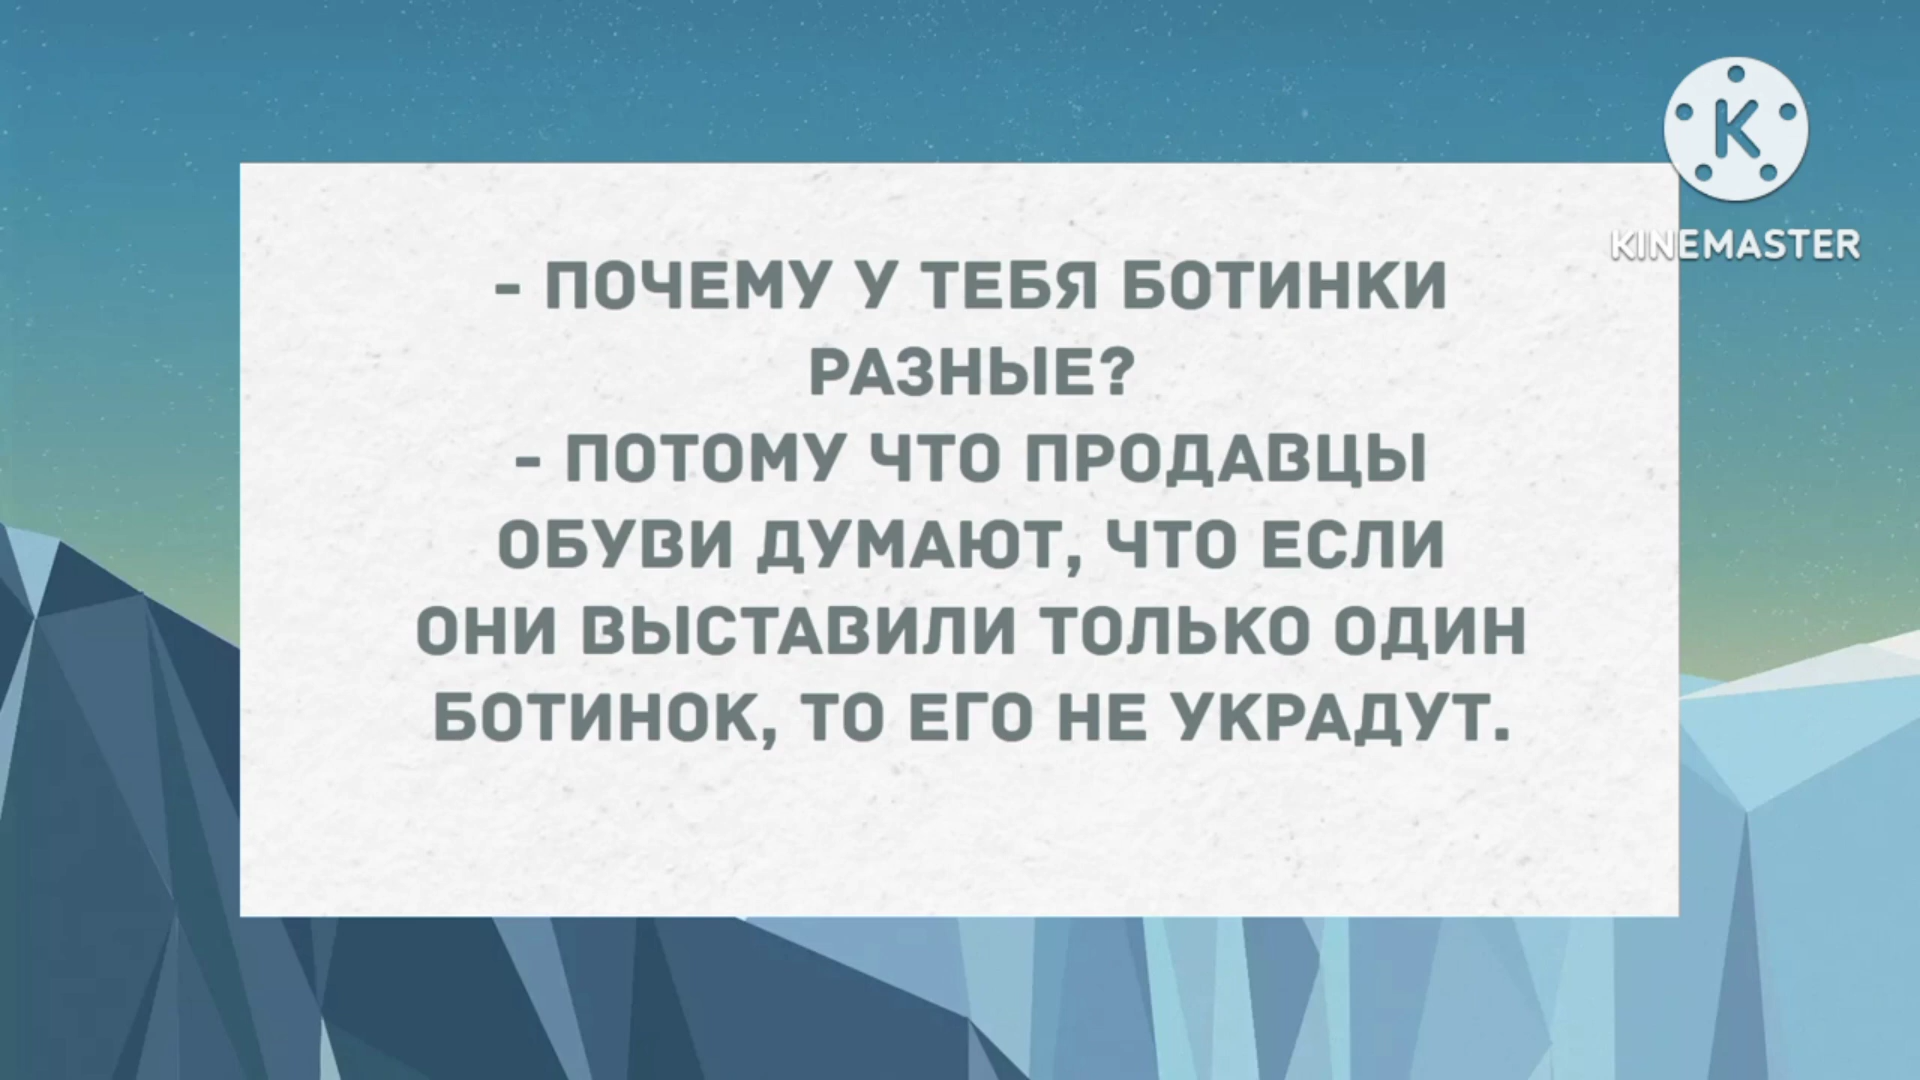 - ПОЧЕМУ У ТЕБЯ БОТИНКИ
РАЗНЫЕ?
- ПОТОМУ ЧТО ПРОДАВЦЫ
ОБУВИ ДУМАЮТ, ЧТО ЕСЛИ
ОНИ ВЫСТАВИЛИ ТОЛЬКО ОДИН
БОТИНОК, ТО ЕГО НЕ УКРАДУТ.
K
KINEMASTER